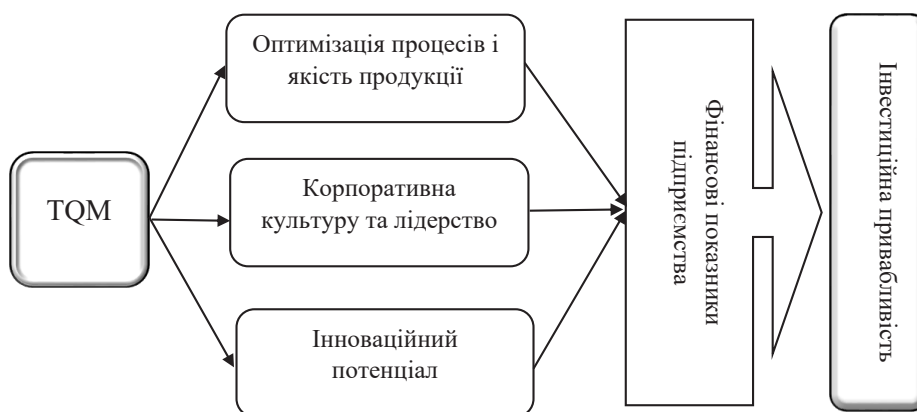 TQM
Оптимізація процесів і
якість продукції
Корпоративна
культуру та лідерство
Інноваційний
потенціал
Фінансові показники
підприємства
Інвестиційна привабливість